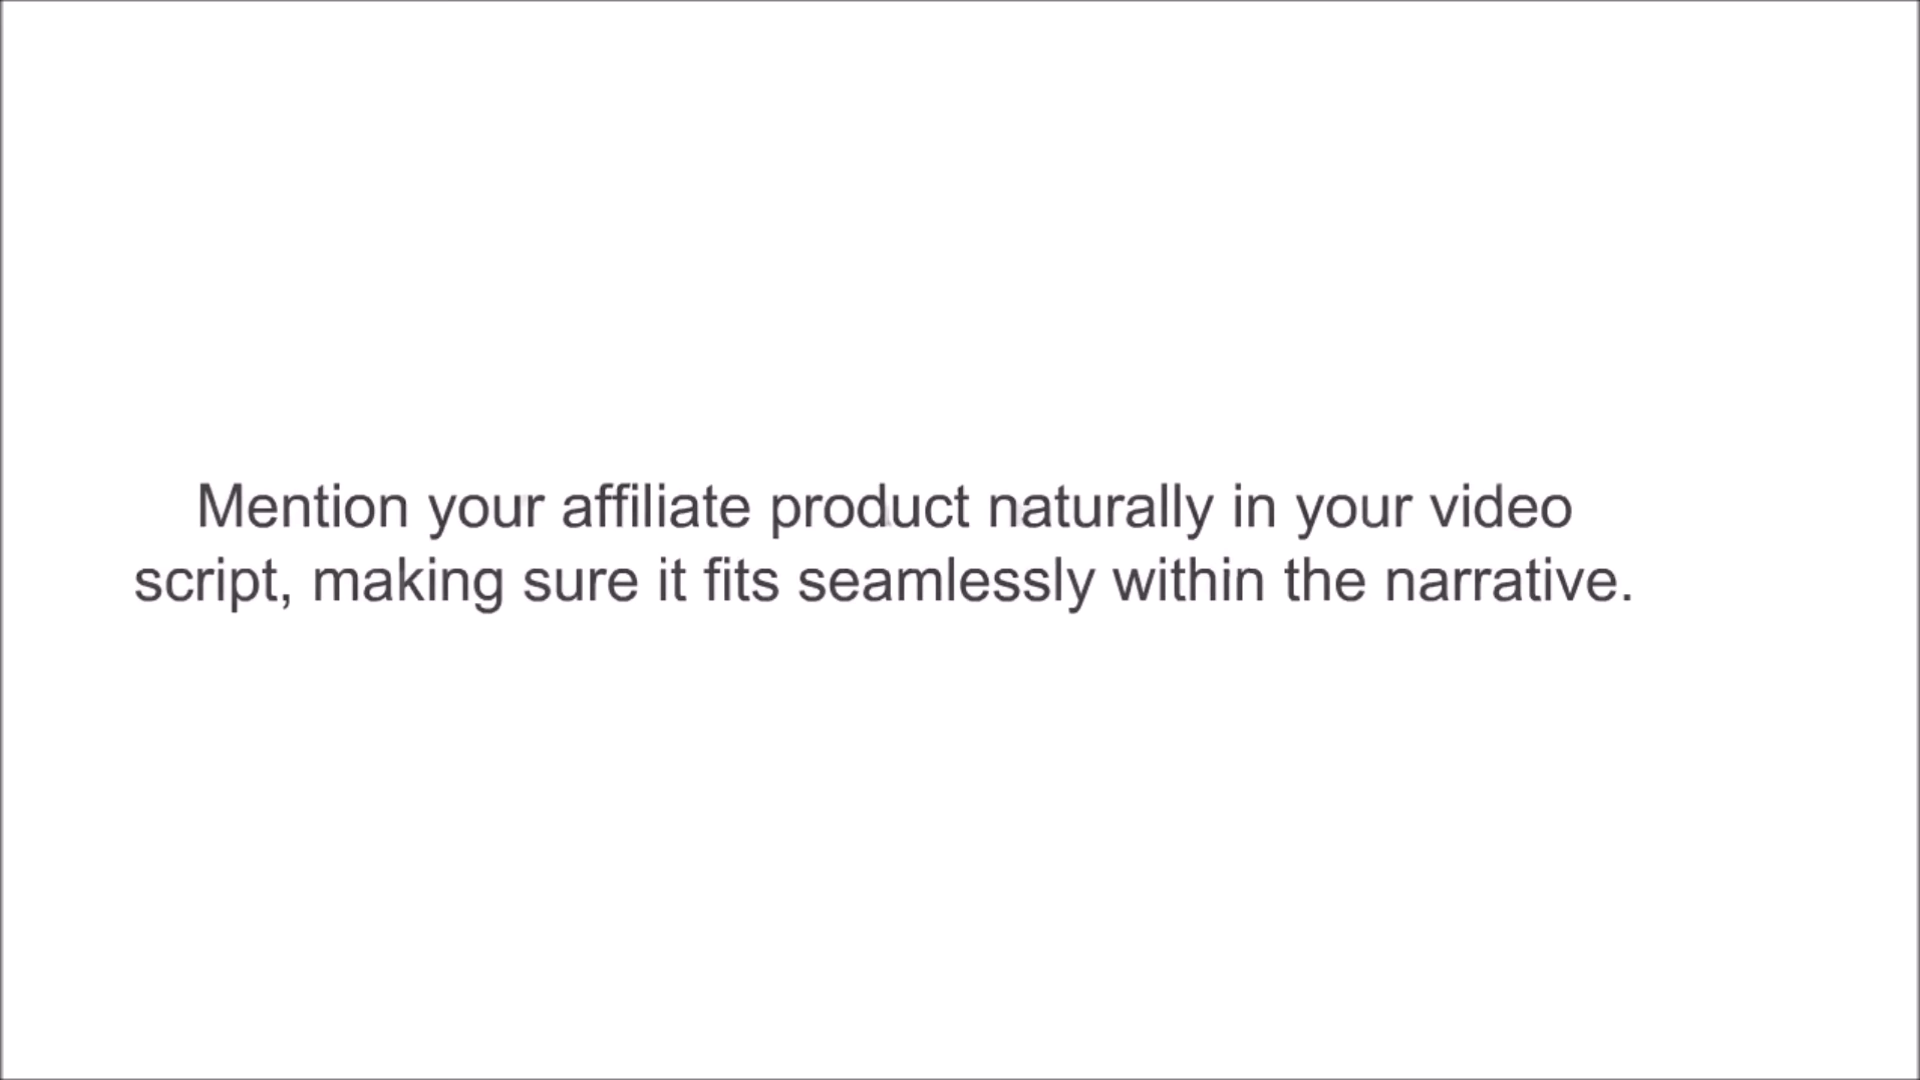 Mention your affiliate product naturally in your video
script, making sure it fits seamlessly within the narrative.